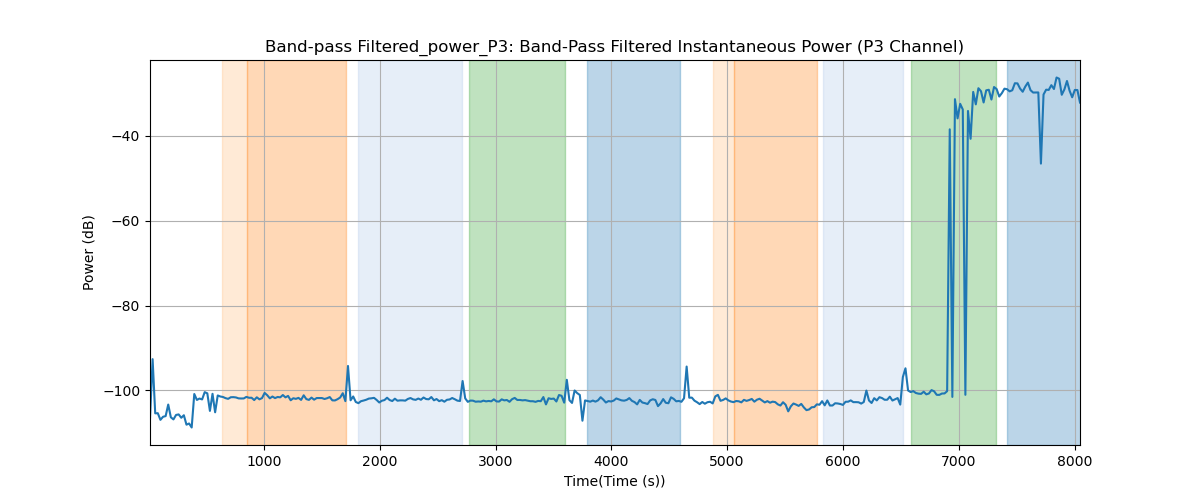 Band-pass Filtered_power_P3: Band-Pass Filtered Instantaneous Power (P3 Channel)
Power (dB)
−40
−60
−80
−100
1000 2000 3000 4000 5000 6000 7000 8000
Time(Time (s))